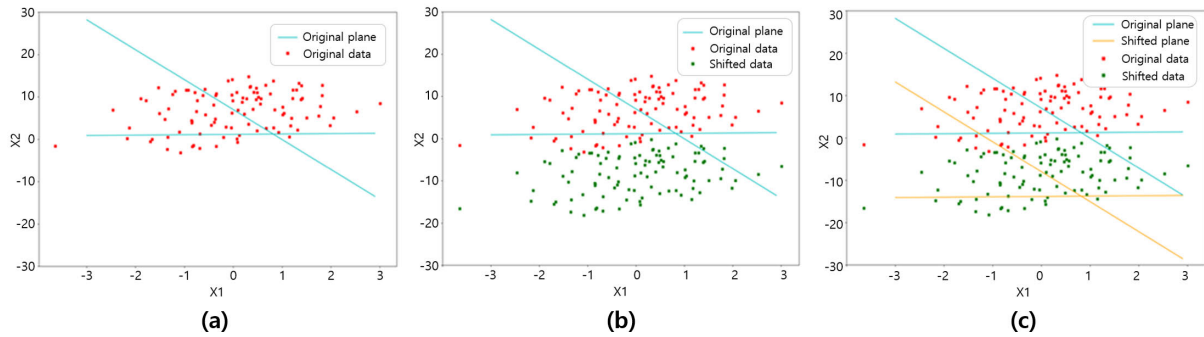 30
20
10
0
-10
-20
-30
X2
-3
-2
-1
0
1
2
3
X1
Original plane
Original data
(a)
30
20
10
0
-10
-20
-30
X2
-3
-2
-1
0
1
2
3
X1
Original plane
Original data
Shifted data
(b)
30
20
10
0
-10
-20
-30
X2
-3
-2
-1
0
1
2
3
X1
Original plane
Shifted plane
Original data
Shifted data
(c)